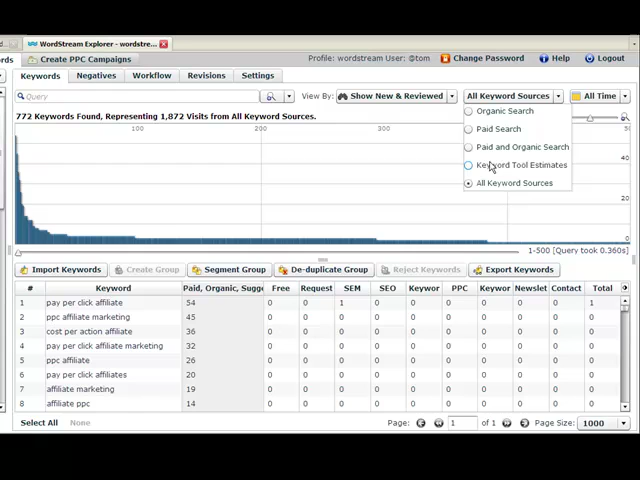 WordStream Explorer - wordstre...
rds Create PPC Campaigns Profile: wordstream User: @tom Change Password Help Logout
Keywords Negatives Workflow Revisions Settings
Query View By: Show New & Reviewed All Keyword Sources All Time
772 Keywords Found, Representing 1,872 Visits from All Keyword Sources.
Organic Search
Paid Search
Paid and Organic Search
Keyword Tool Estimates
All Keyword Sources
100 200 300
40
20
0
1-500 [Query took 0.360s]
Import Keywords Create Group Segment Group De-duplicate Group Reject Keywords Export Keywords
# Keyword Paid, Organic, Sugge Free Request SEM SEO Keywor PPC Keywor Newslet Contact Total
1 pay per click affiliate 54 0 0 1 0 0 0 0 0 0 1
2 ppc affiliate marketing 45 0 0 0 0 0 0 0 0 0 0
3 cost per action affiliate 36 0 0 0 0 0 0 0 0 0 0
4 pay per click affiliate marketing 32 0 0 0 0 0 0 0 0 0 0
5 ppc affiliate 26 0 0 0 0 0 0 0 0 0 0
6 pay per click affiliates 20 0 0 0 0 0 0 0 0 0 0
7 affiliate marketing 19 0 0 0 0 0 0 0 0 0 0
8 affiliate ppc 14 0 0 0 0 0 0 0 0 0 0
Select All None Page: 1 of 1 Page Size: 1000